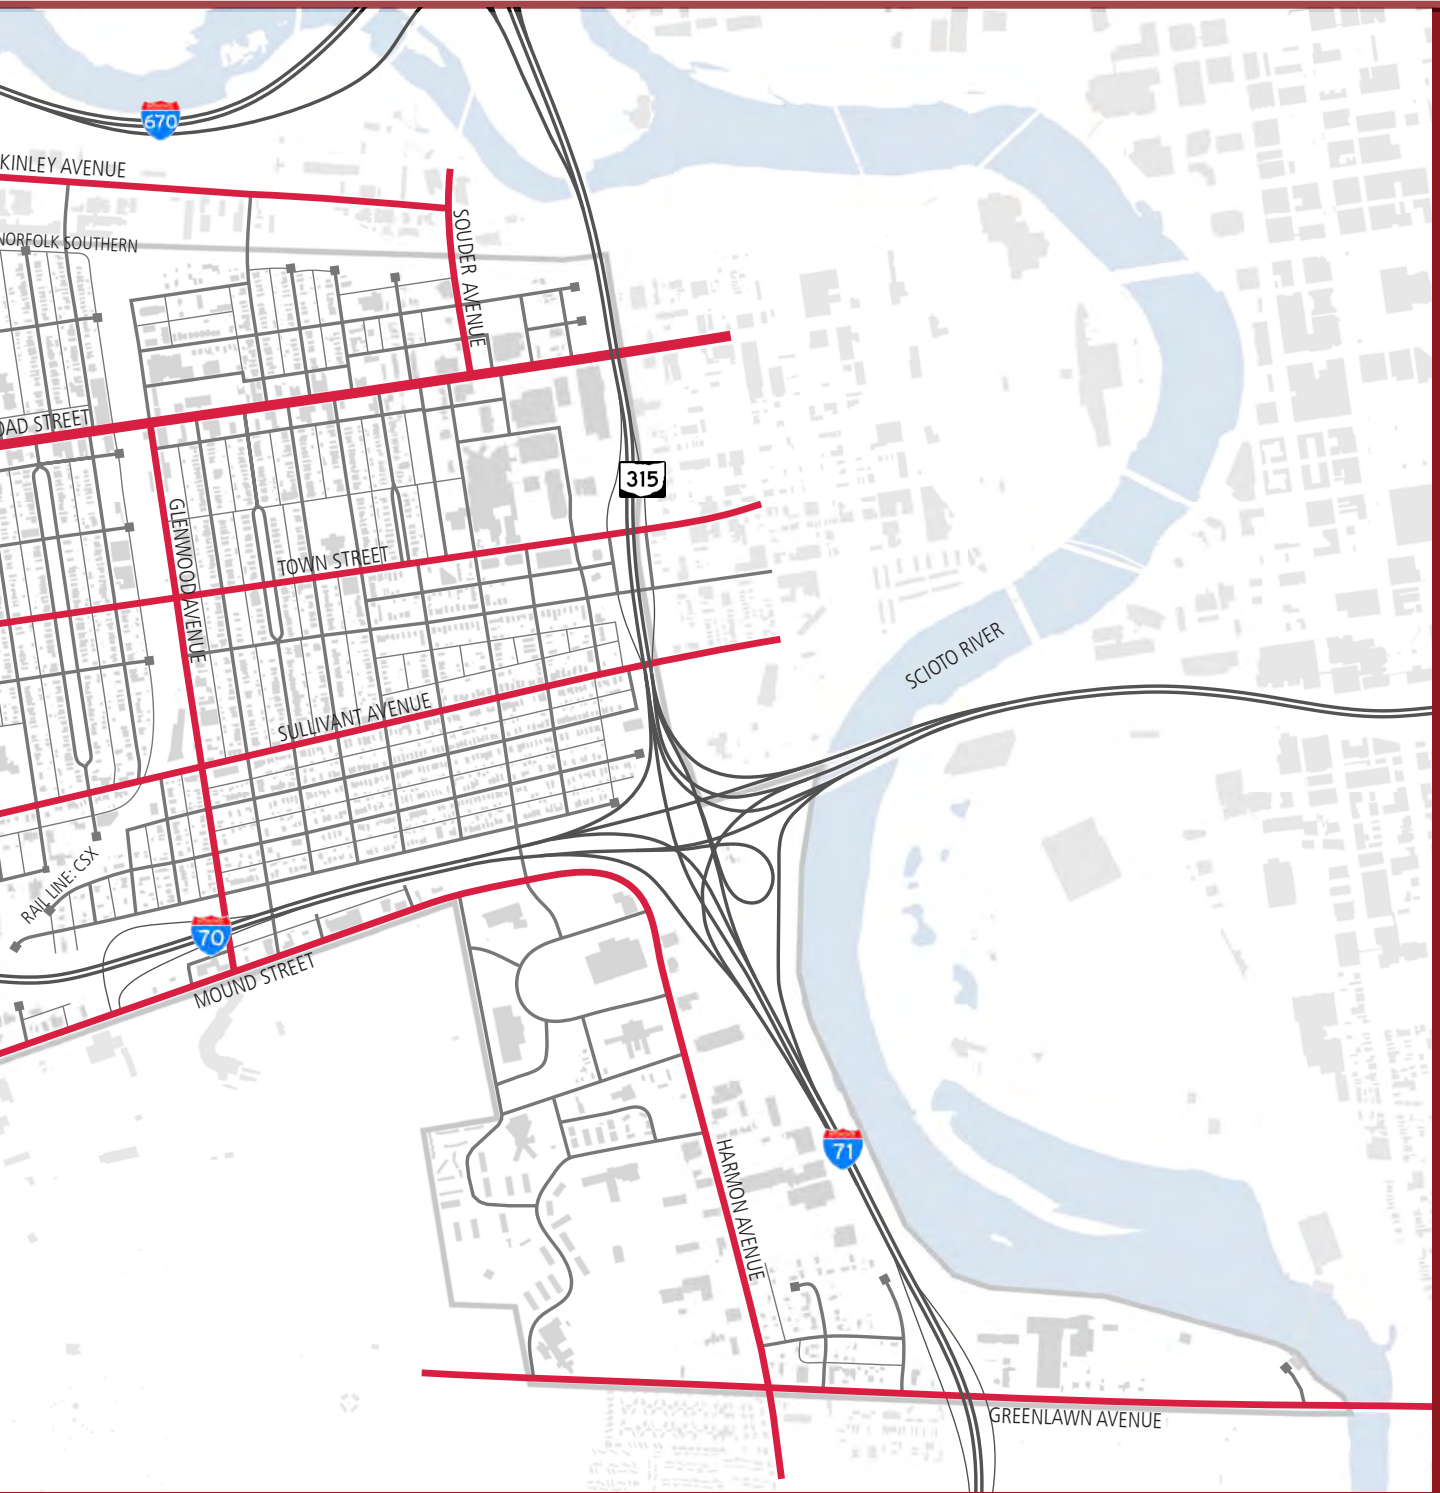 670
KINLEY AVENUE
SOUDER AVENUE
NORFOLK SOUTHERN
OAD STREET
315
GLENWOOD AVENUE
TOWN STREET
SCIOTO RIVER
SULLIVANT AVENUE
RAIL LINE: CSX
70
MOUND STREET
71
HARMON AVENUE
GREENLAWN AVENUE